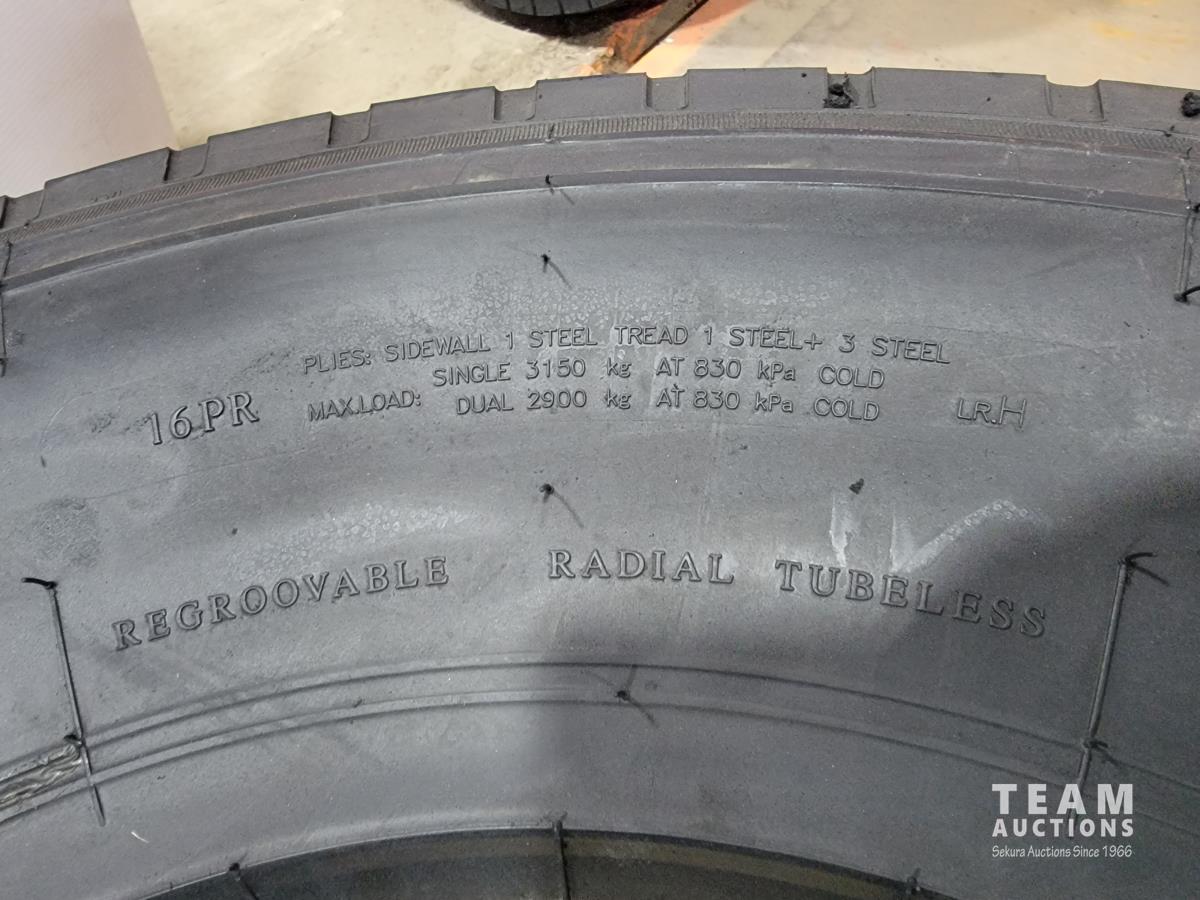 PLIES: SIDEWALL 1 STEEL TREAD 1 STEEL+ 3 STEEL
SINGLE 3150 kg AT 830 kPa COLD
16PR MAX.LOAD: DUAL 2900 kg AT 830 kPa COLD LR.H
REGROOVABLE RADIAL TUBELESS
TEAM
AUCTIONS
Sekura Auctions Since 1966